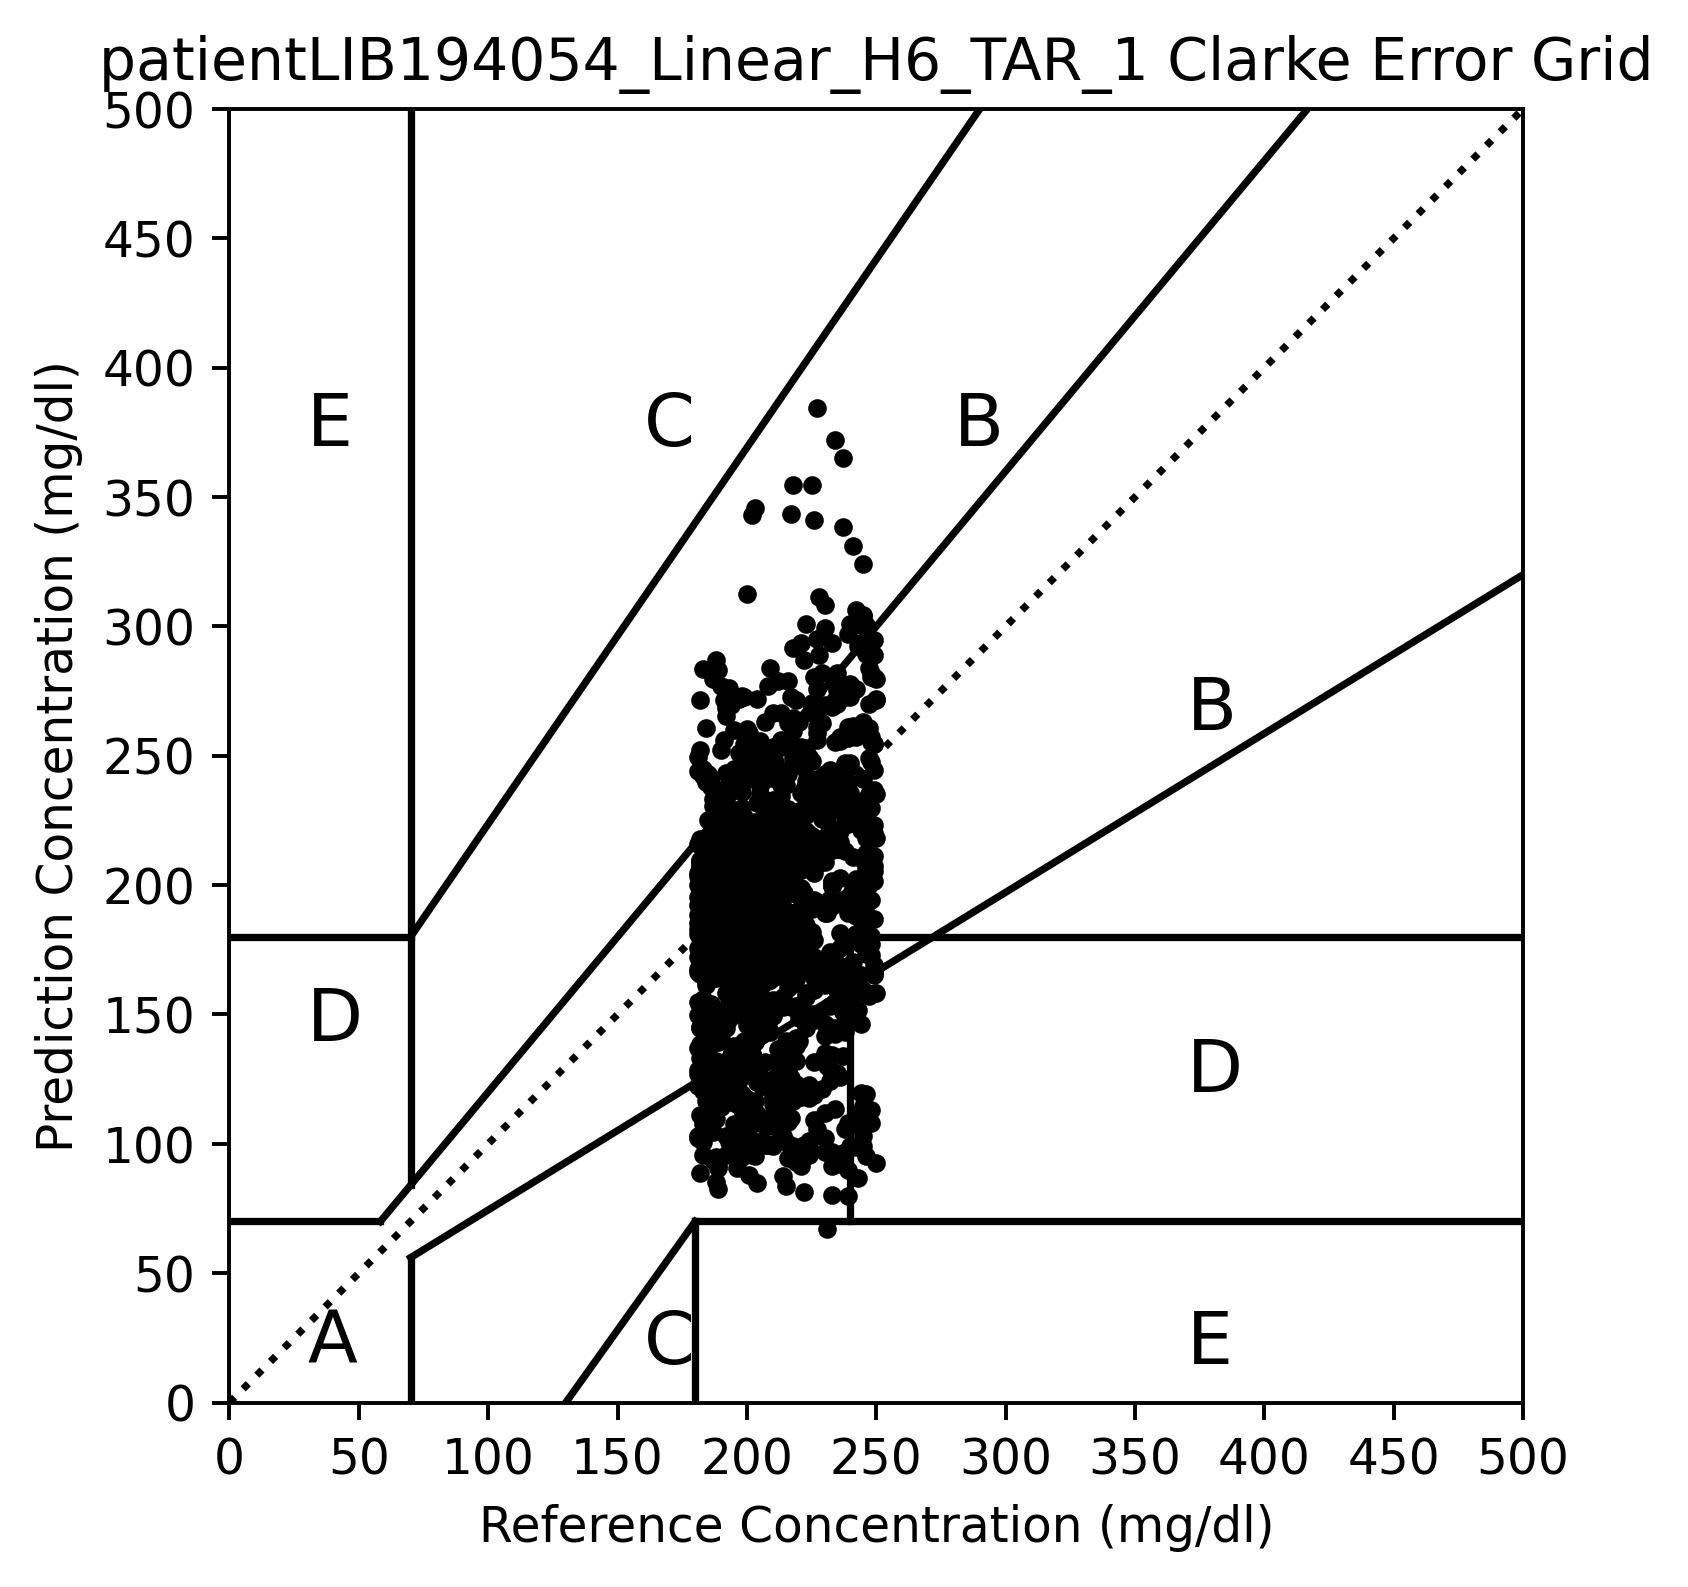 patientLIB194054_Linear_H6_TAR_1 Clarke Error Grid
500
450
400
350
300
250
200
150
100
50
0
Prediction Concentration (mg/dl)
E
C
B
B
D
D
A
C
E
0 50 100 150 200 250 300 350 400 450 500
Reference Concentration (mg/dl)